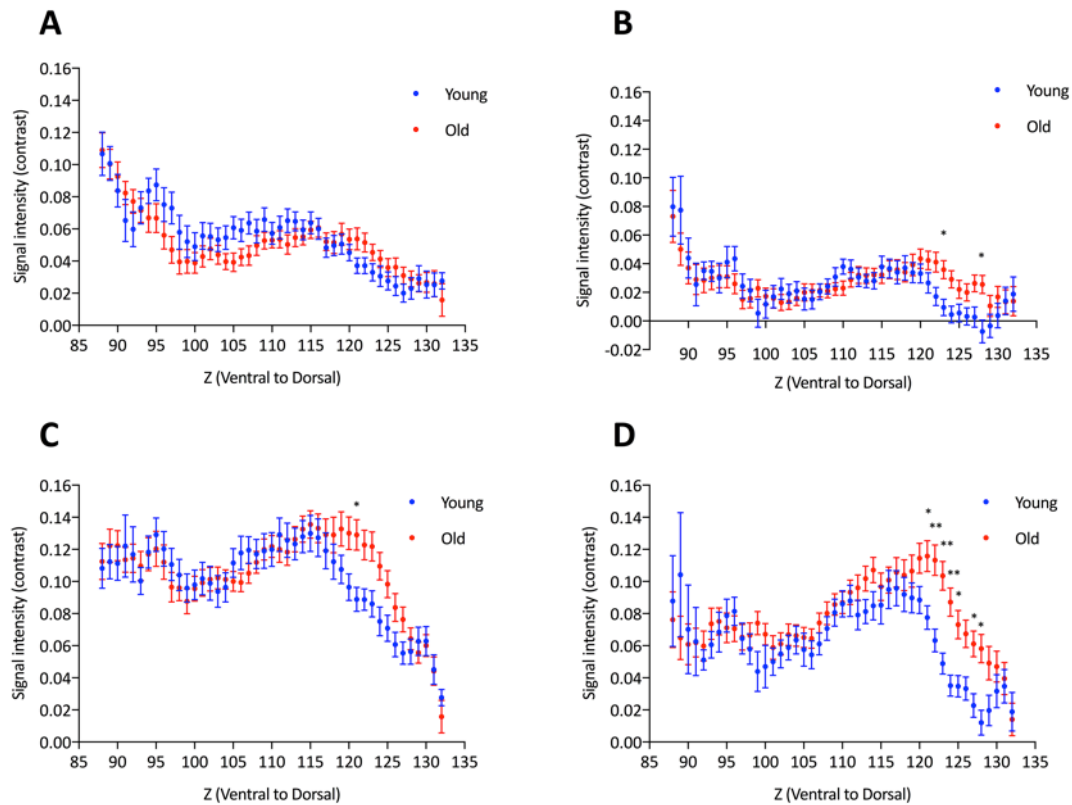 A
Signal intensity (contrast)
0.16
0.14
0.12
0.10
0.08
0.06
0.04
0.02
0.00
85 90 95 100 105 110 115 120 125 130 135
Z (Ventral to Dorsal)
Young
Old
B
Signal intensity (contrast)
0.16
0.14
0.12
0.10
0.08
0.06
0.04
0.02
0.00
-0.02
90 95 100 105 110 115 120 125 130 135
Z (Ventral to Dorsal)
Young
Old
*
*
C
Signal intensity (contrast)
0.16
0.14
0.12
0.10
0.08
0.06
0.04
0.02
0.00
85 90 95 100 105 110 115 120 125 130 135
Z (Ventral to Dorsal)
Young
Old
*
D
Signal intensity (contrast)
0.16
0.14
0.12
0.10
0.08
0.06
0.04
0.02
0.00
85 90 95 100 105 110 115 120 125 130 135
Z (Ventral to Dorsal)
Young
Old
*
**
**
**
*
*
*